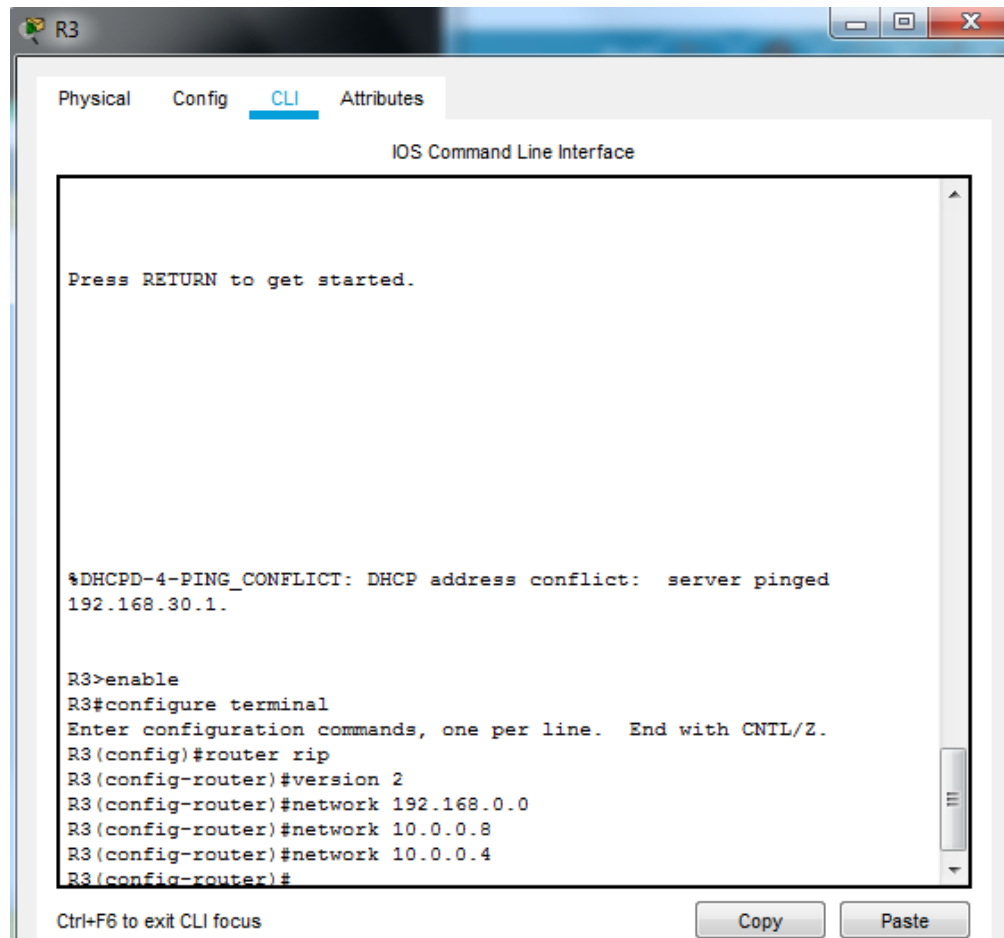 R3
Physical Config CLI Attributes
IOS Command Line Interface
Press RETURN to get started.
%DHCPD-4-PING_CONFLICT: DHCP address conflict:  server pinged
192.168.30.1.
R3>enable
R3#configure terminal
Enter configuration commands, one per line.  End with CNTL/Z.
R3(config)#router rip
R3(config-router)#version 2
R3(config-router)#network 192.168.0.0
R3(config-router)#network 10.0.0.8
R3(config-router)#network 10.0.0.4
R3(config-router)#
Ctrl+F6 to exit CLI focus
Copy Paste